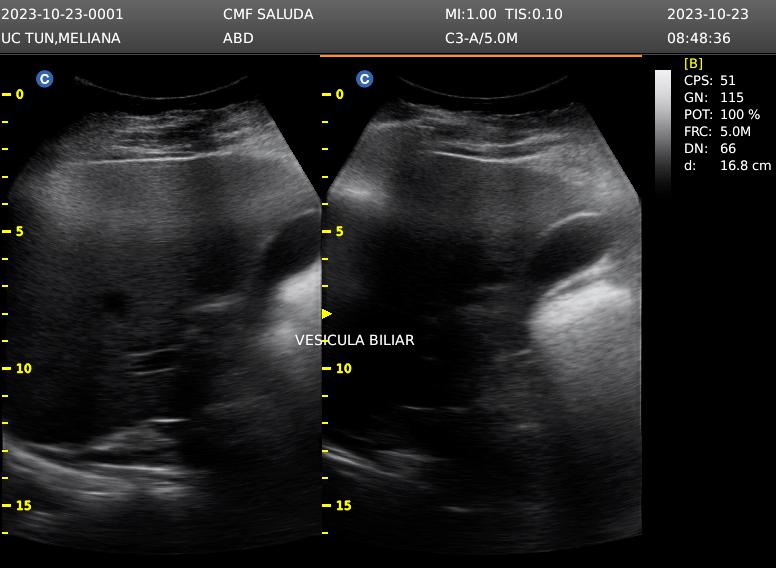 2023-10-23-0001 CMF SALUDA MI:1.00 TIS:0.10 2023-10-23
UC TUN,MELIANA ABD C3-A/5.0M 08:48:36
C C
[B]
CPS: 51
GN: 115
POT: 100 %
FRC: 5.0M
DN: 66
d: 16.8 cm
0 0
5 5
VESICULA BILIAR
10 10
15 15